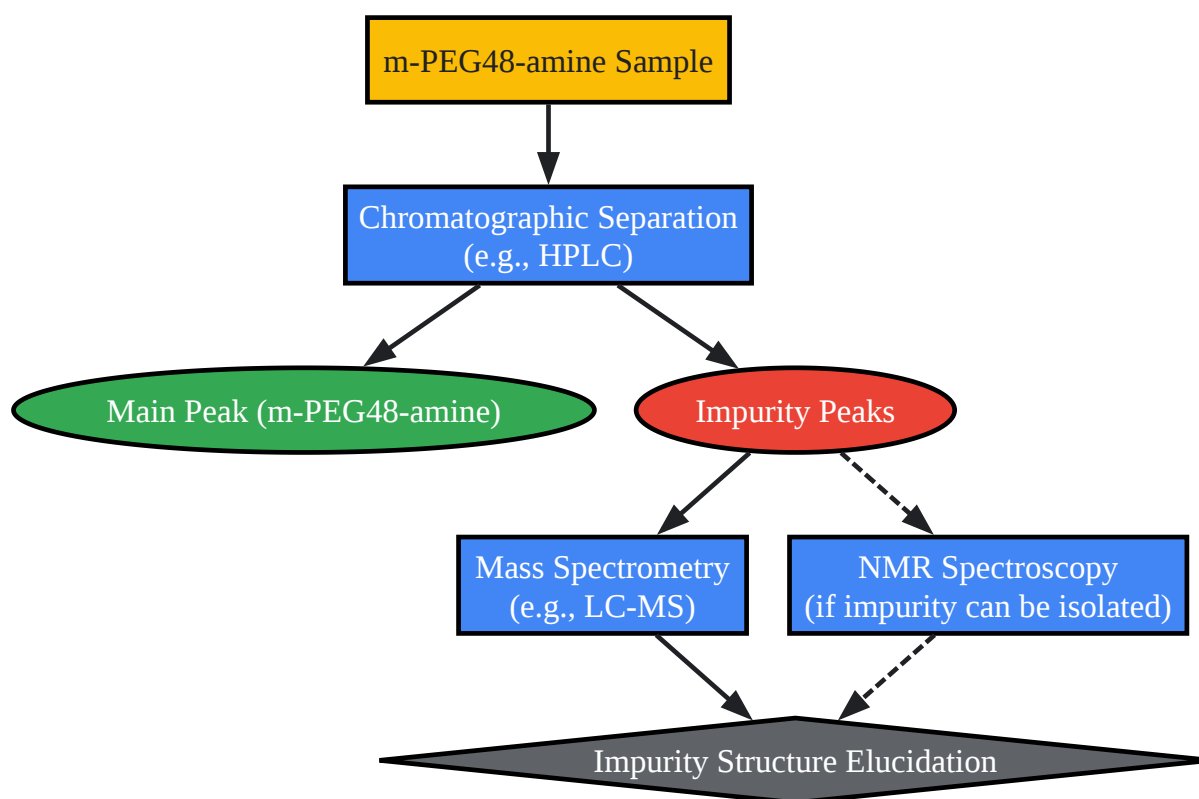 m-PEG48-amine Sample
Chromatographic Separation
(e.g., HPLC)
Main Peak (m-PEG48-amine)
Impurity Peaks
Mass Spectrometry
(e.g., LC-MS)
NMR Spectroscopy
(if impurity can be isolated)
Impurity Structure Elucidation